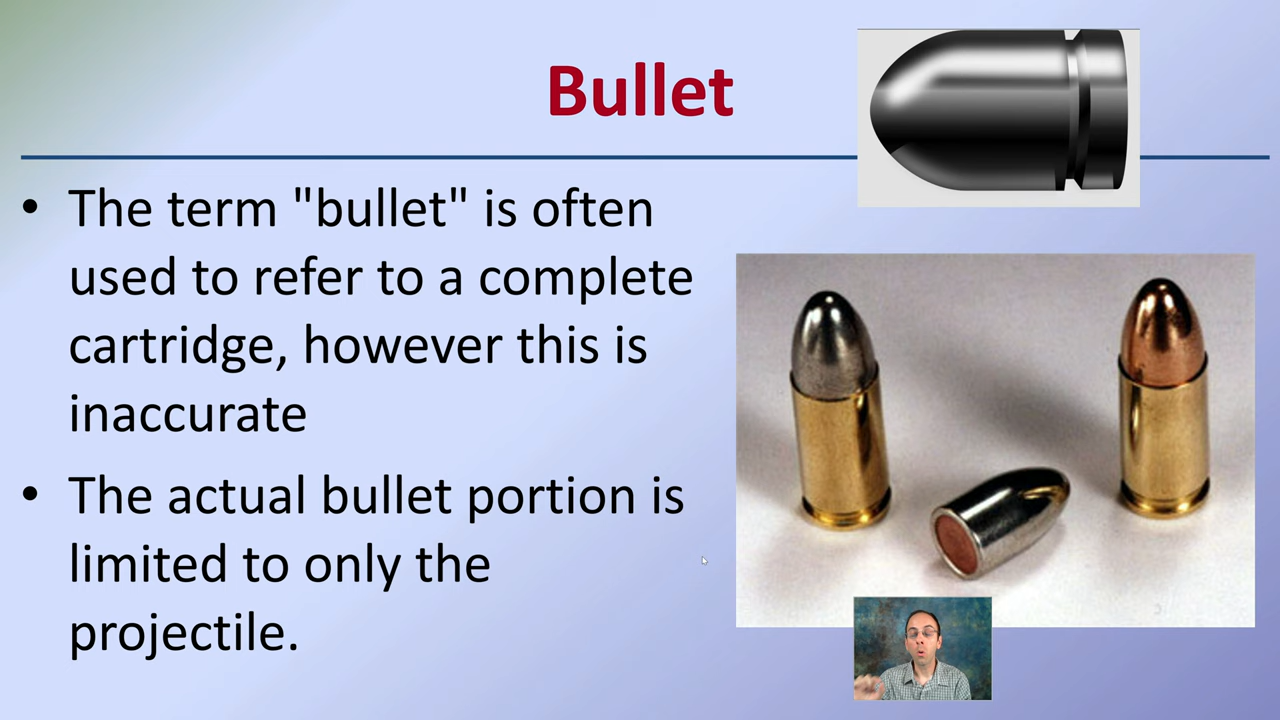 Bullet
• The term "bullet" is often
used to refer to a complete
cartridge, however this is
inaccurate
• The actual bullet portion is
limited to only the
projectile.